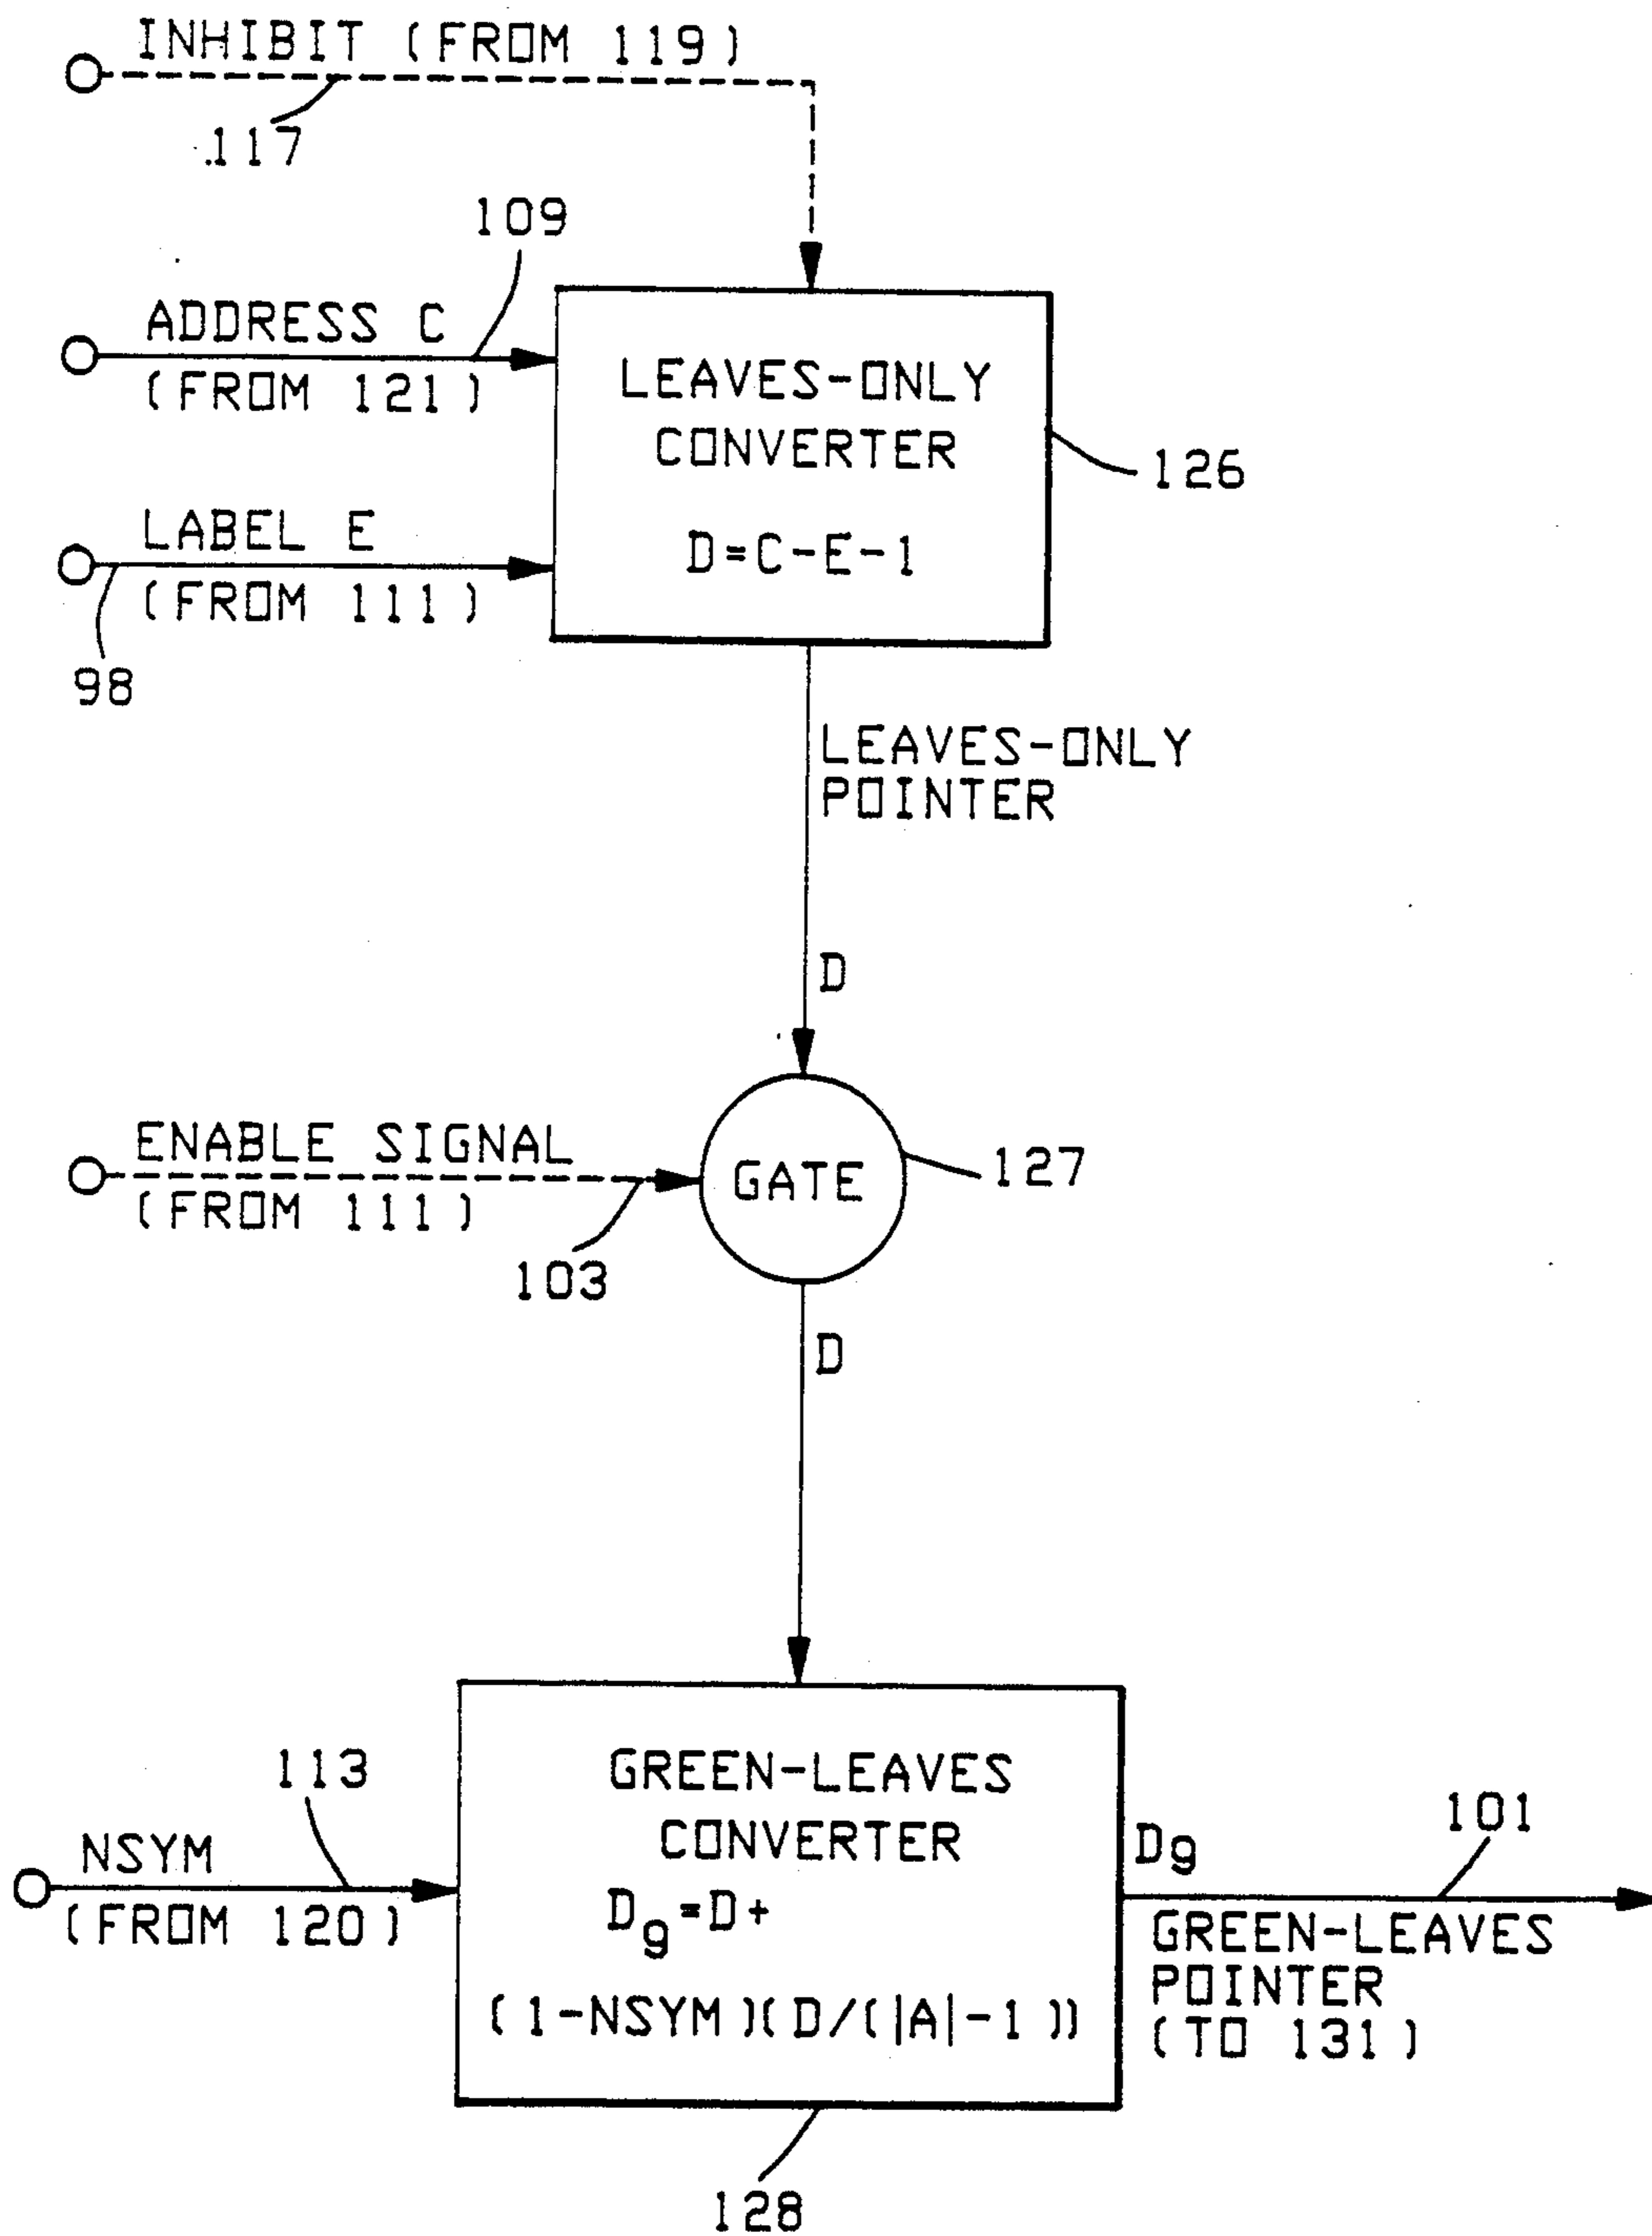 INHIBIT (FROM 119)
117
109
ADDRESS C
(FROM 121)
LEAVES-ONLY
CONVERTER
D=C-E-1
126
LABEL E
(FROM 111)
98
LEAVES-ONLY
POINTER
D
ENABLE SIGNAL
(FROM 111)
103
GATE
127
D
113
NSYM
(FROM 120)
GREEN-LEAVES
CONVERTER
Dg=D+
(1-NSYM)(D/(|A|-1))
128
Dg
101
GREEN-LEAVES
POINTER
(TO 131)